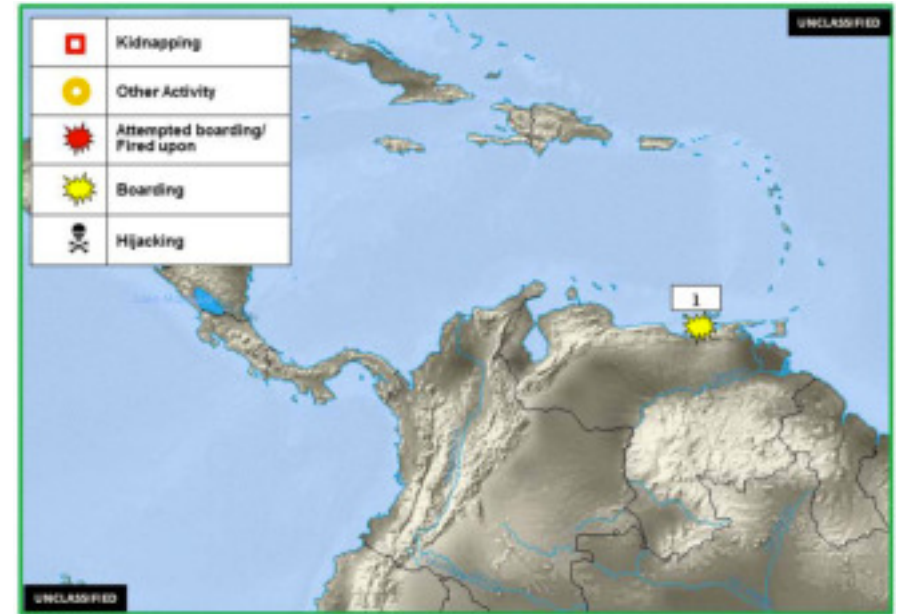 UNCLASSIFIED
Kidnapping
Other Activity
Attempted boarding/
Fired upon
Boarding
Hijacking
1
UNCLASSIFIED